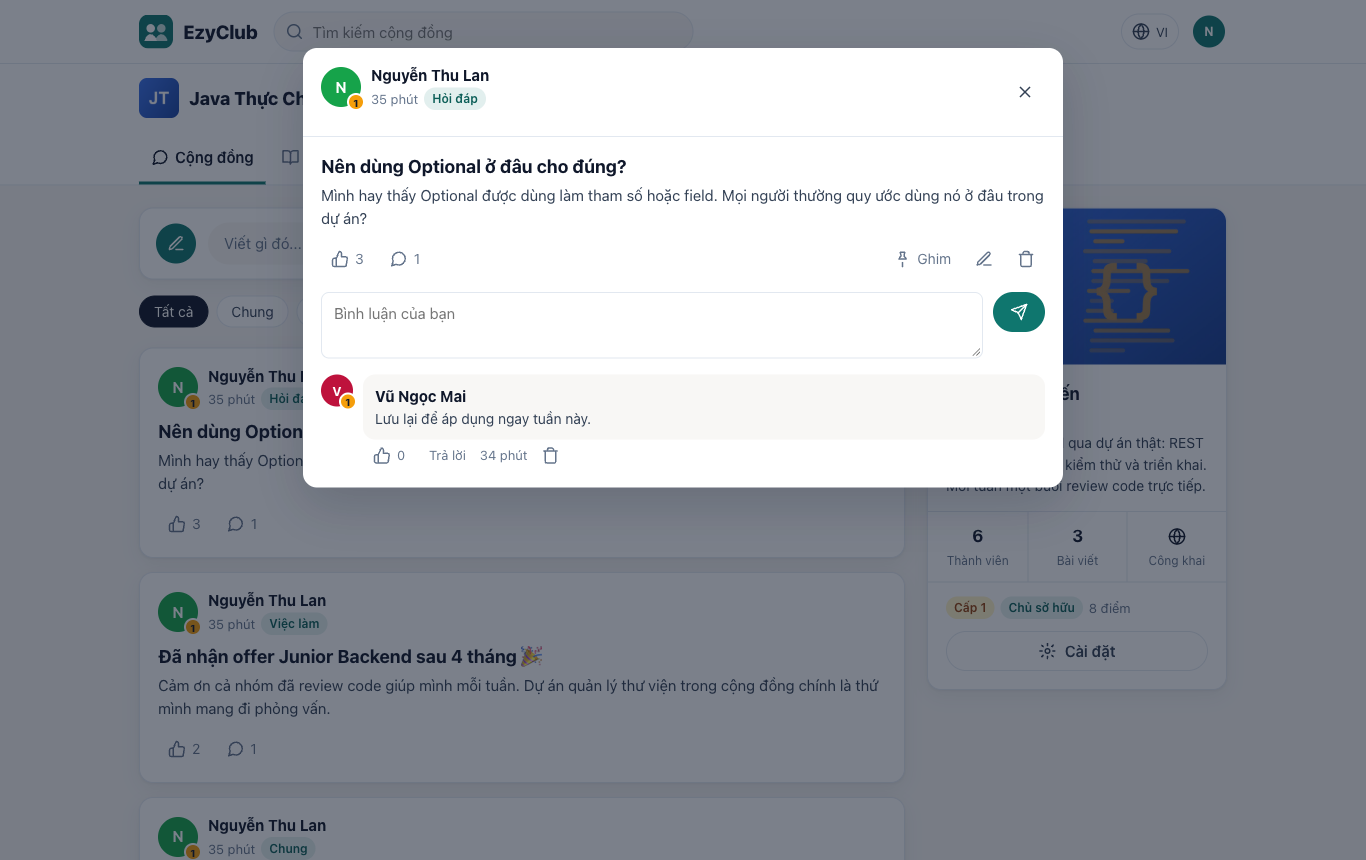 EzyClub
Tìm kiếm cộng đồng
VI
N
JT
Java Thực Ch
Cộng đồng
N
1
Nguyễn Thu Lan
35 phút
Hỏi đáp
Nên dùng Optional ở đâu cho đúng?
Mình hay thấy Optional được dùng làm tham số hoặc field. Mọi người thường quy ước dùng nó ở đâu trong
dự án?
3
1
Ghim
Bình luận của bạn
V
1
Vũ Ngọc Mai
Lưu lại để áp dụng ngay tuần này.
0
Trả lời
34 phút
Viết gì đó...
Tất cả
Chung
N
1
Nguyễn Thu L
35 phút
Hỏi đá
Nên dùng Option
Mình hay thấy Option
dự án?
3
1
N
1
Nguyễn Thu Lan
35 phút
Việc làm
Đã nhận offer Junior Backend sau 4 tháng 🎉
Cảm ơn cả nhóm đã review code giúp mình mỗi tuần. Dự án quản lý thư viện trong cộng đồng chính là thứ
mình mang đi phỏng vấn.
2
1
N
1
Nguyễn Thu Lan
35 phút
Chung
{}
ến
qua dự án thật: REST
kiểm thử và triển khai.
Mỗi tuần một buổi review code trực tiếp.
6
Thành viên
3
Bài viết
Công khai
Cấp 1
Chủ sở hữu
8 điểm
Cài đặt